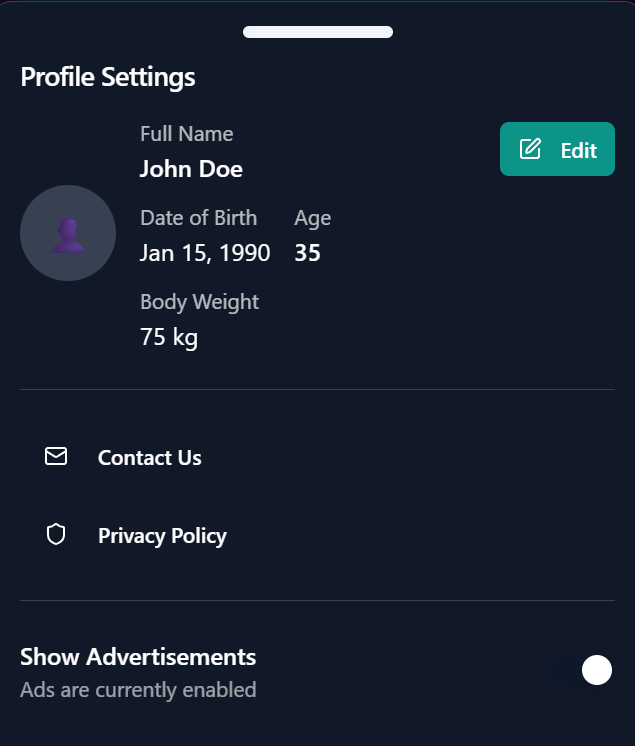 Profile Settings
Full Name
John Doe
Edit
Date of Birth Age
Jan 15, 1990 35
Body Weight
75 kg
Contact Us
Privacy Policy
Show Advertisements
Ads are currently enabled